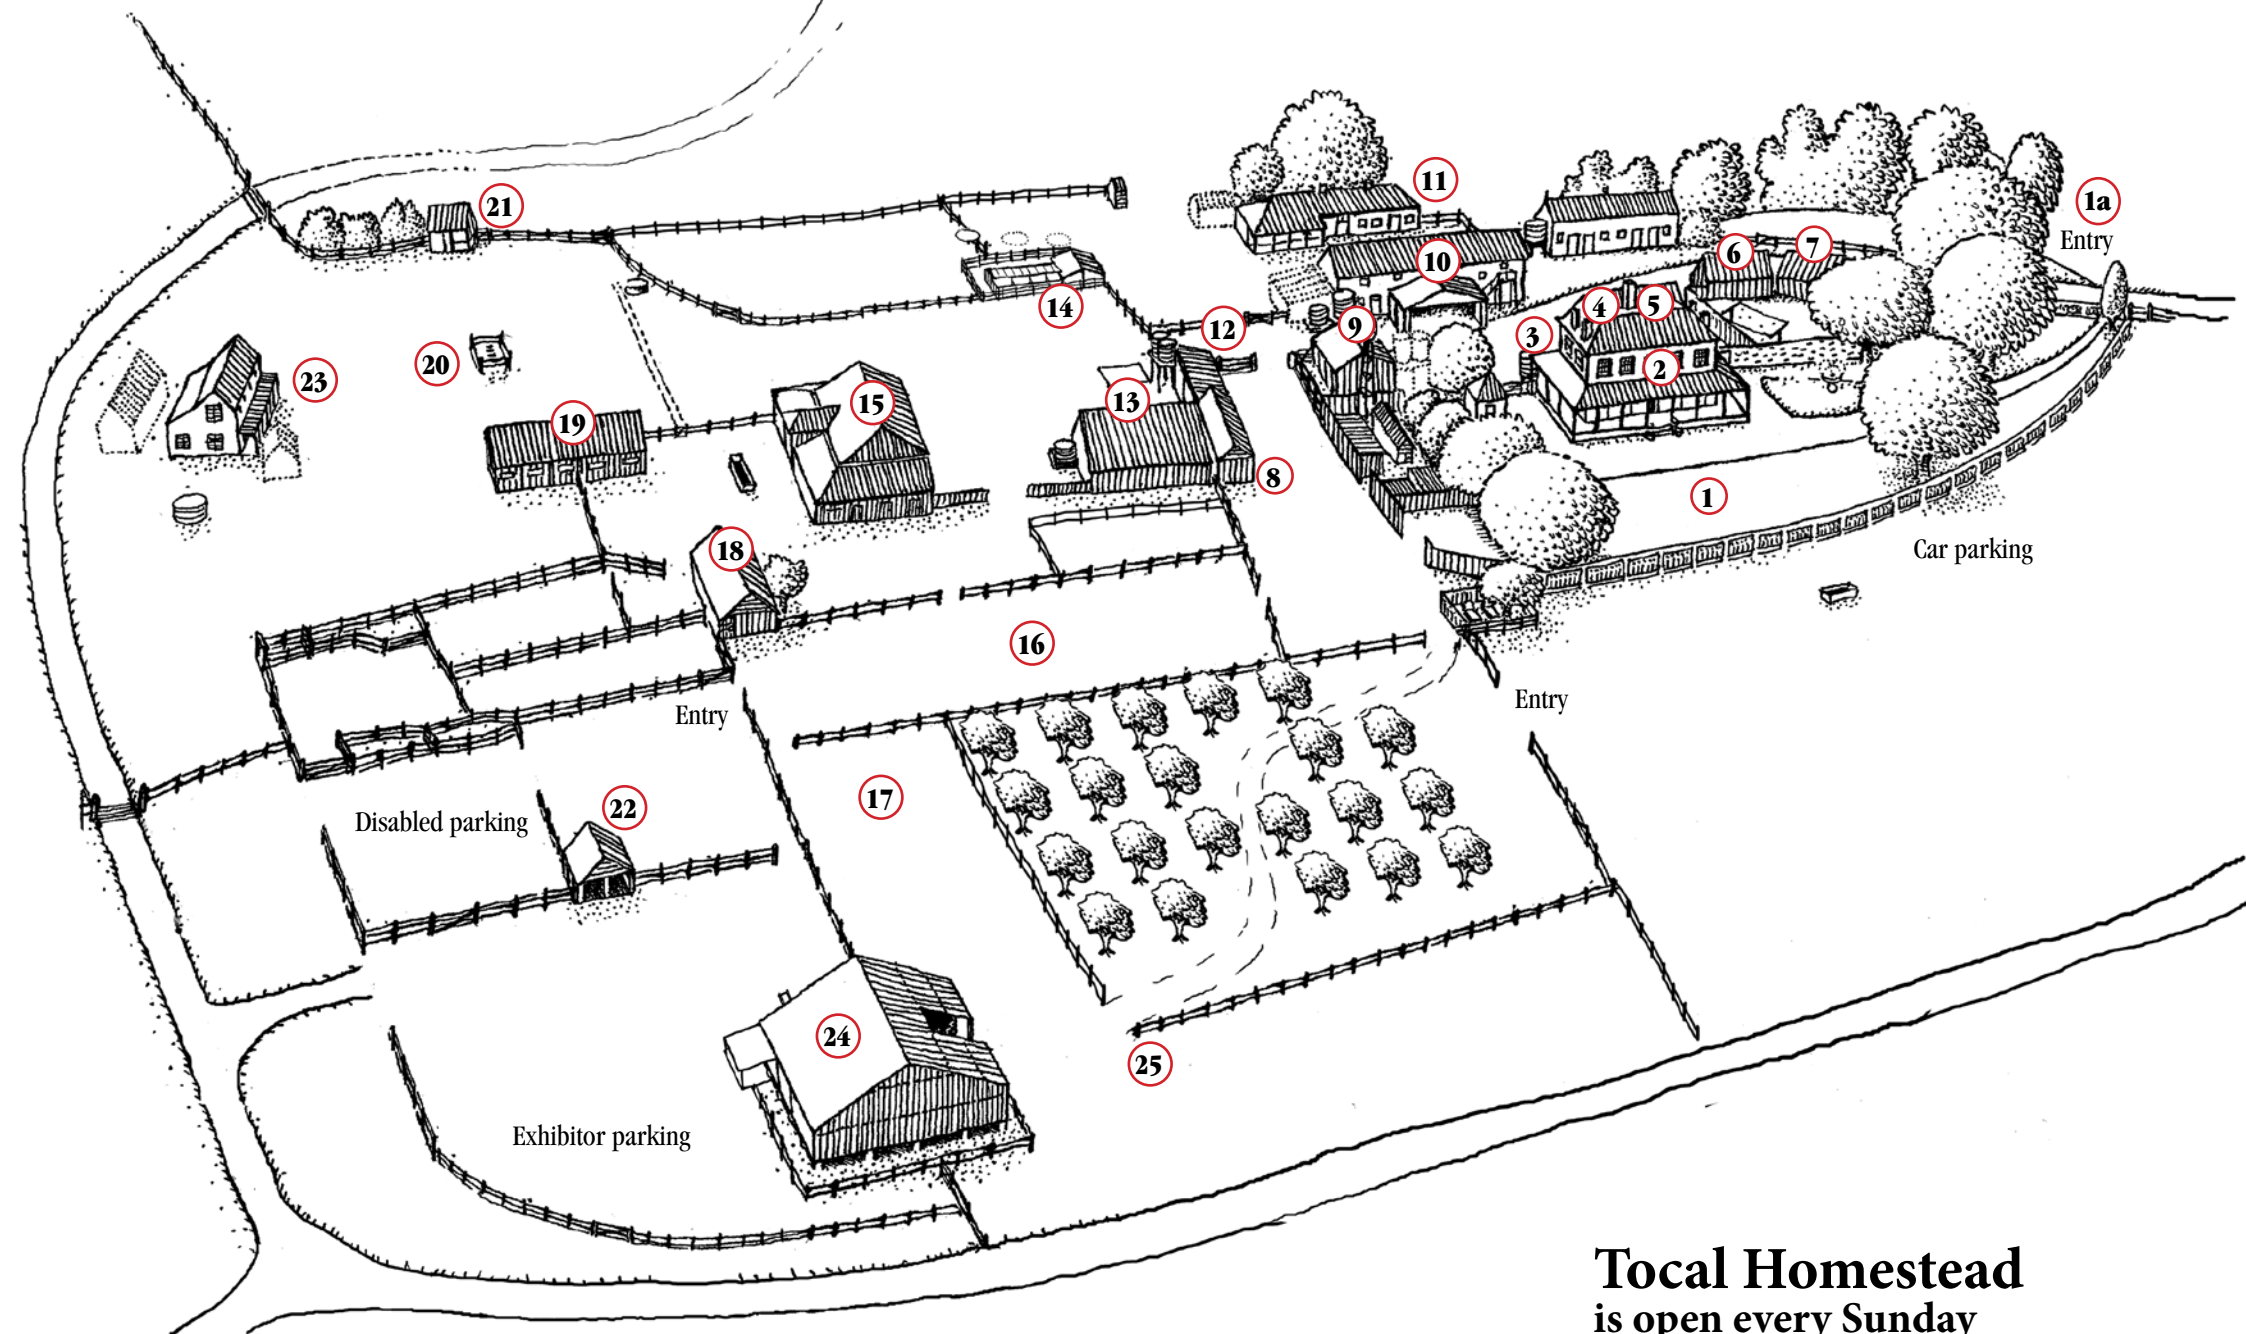 11
1a
Entry
21
6
7
10
4
5
14
12
9
3
2
23
20
19
15
13
8
1
Car parking
18
16
Entry
Entry
17
22
Disabled parking
24
25
Exhibitor parking
Tocal Homestead
is open every Sunday